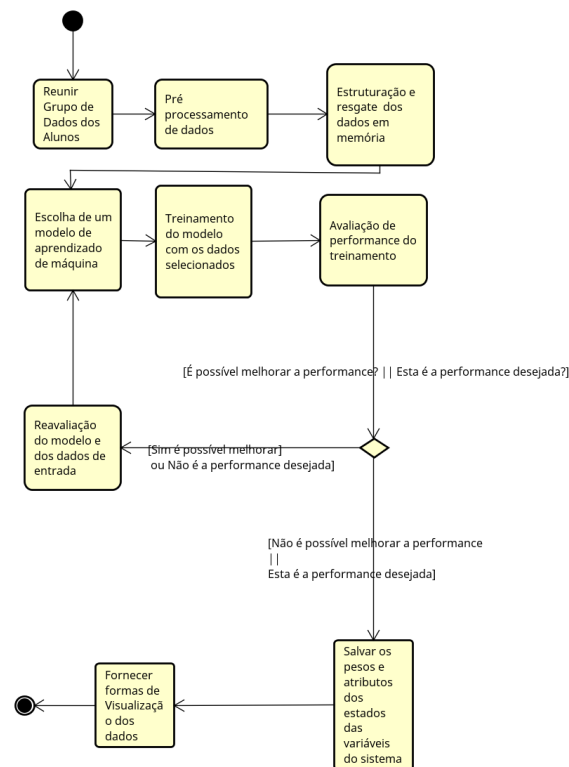 Reunir
Grupo de
Dados dos
Alunos
Pré
processamento
de dados
Estruturação e
resgate dos
dados em
memória
Escolha de um
modelo de
aprendizado
de máquina
Treinamento
do modelo
com os dados
selecionados
Avaliação de
performance do
treinamento
[É possível melhorar a performance? || Esta é a performance desejada?]
Reavaliação
do modelo e
dos dados de
entrada
[Sim é possível melhorar]
ou Não é a performance desejada]
[Não é possível melhorar a performance
||
Esta é a performance desejada]
Salvar os
pesos e
atributos
dos
estados
das
variáveis
do sistema
Fornecer
formas de
Visualizaçã
o dos
dados